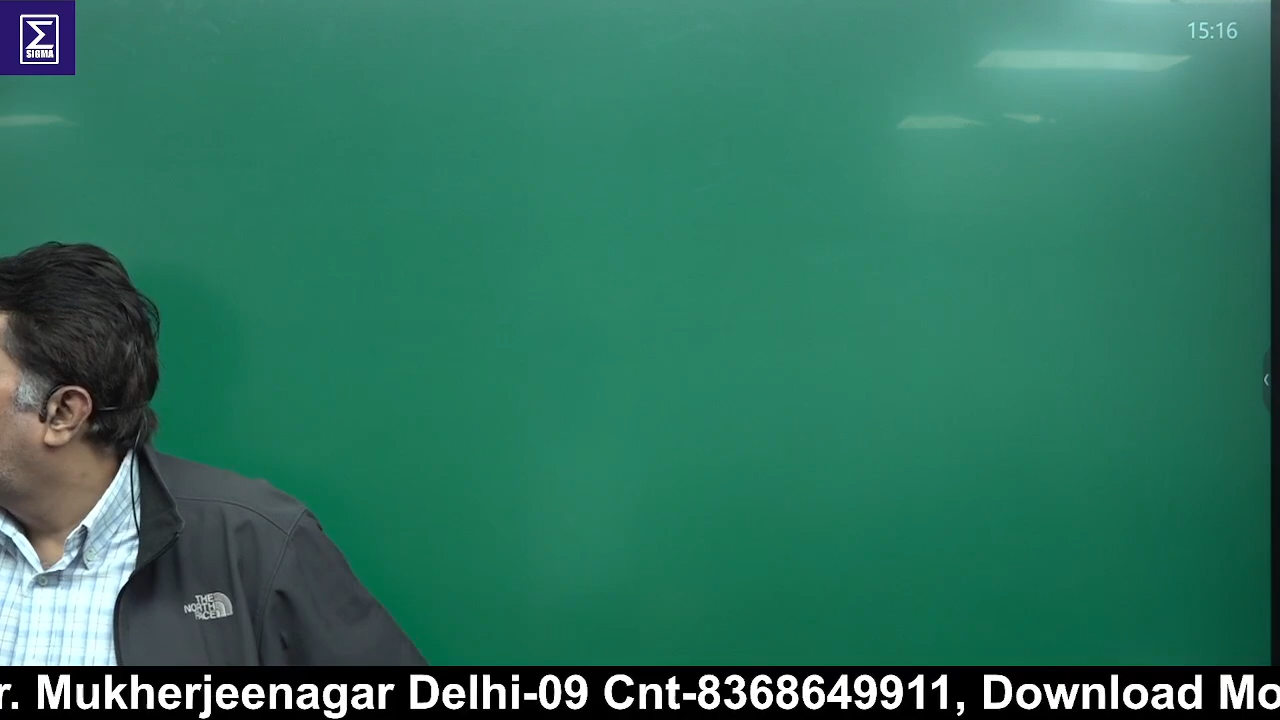 SIGMA
15:16
THE
NORTH
FACE
r. Mukherjeenagar Delhi-09 Cnt-8368649911, Download Mo